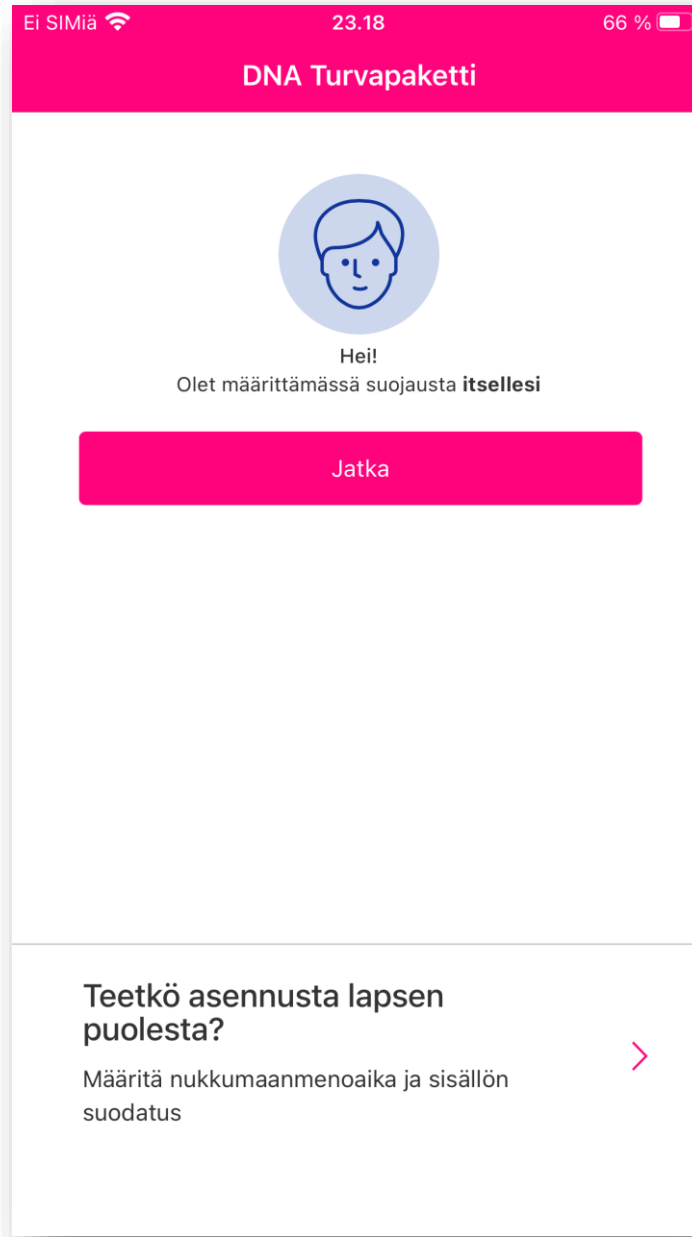 Ei SIMiä 23.18 66 %
DNA Turvapaketti
Hei!
Olet määrittämässä suojausta itsellesi
Jatka
Teetkö asennusta lapsen
puolesta?
Määritä nukkumaanmenoaika ja sisällön
suodatus